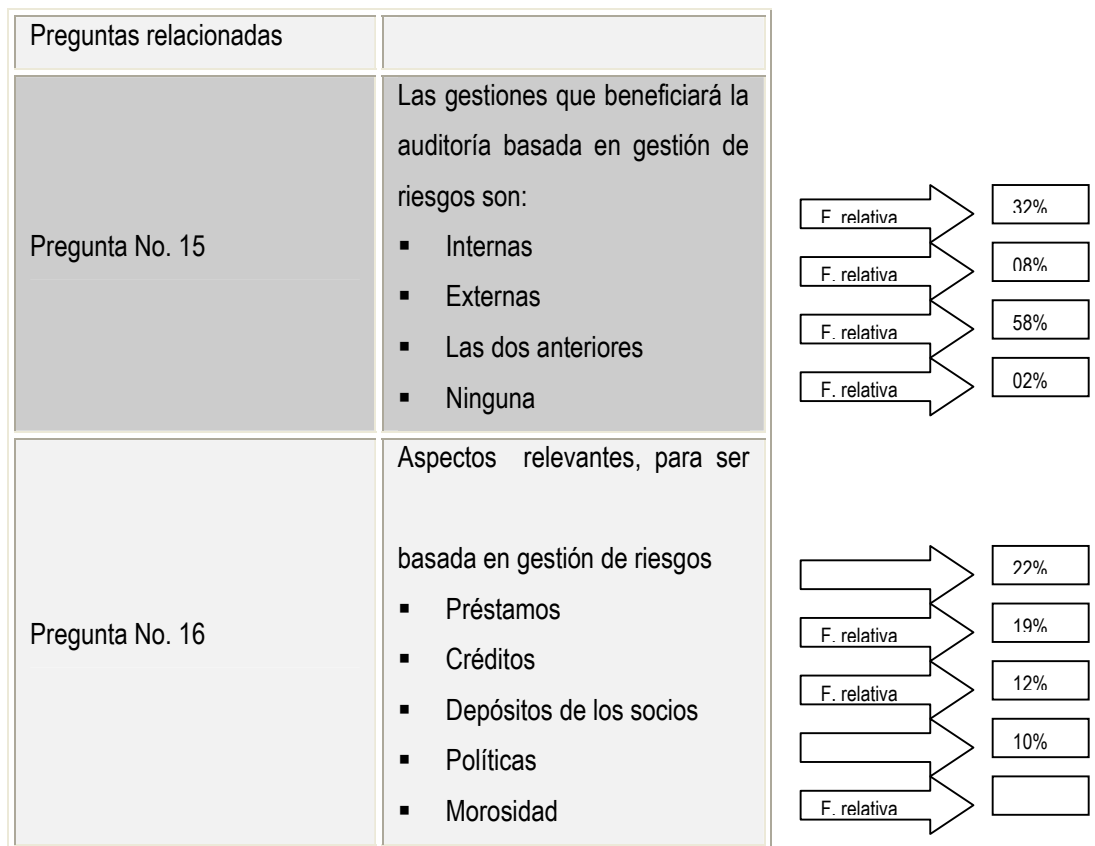 Preguntas relacionadas
Pregunta No. 15
Las gestiones que beneficiará la
auditoría basada en gestión de
riesgos son:
▪ Internas
▪ Externas
▪ Las dos anteriores
▪ Ninguna
F. relativa 32%
F. relativa 08%
F. relativa 58%
F. relativa 02%
Pregunta No. 16
Aspectos relevantes, para ser
basada en gestión de riesgos
▪ Préstamos
▪ Créditos
▪ Depósitos de los socios
▪ Políticas
▪ Morosidad
22%
F. relativa 19%
F. relativa 12%
10%
F. relativa